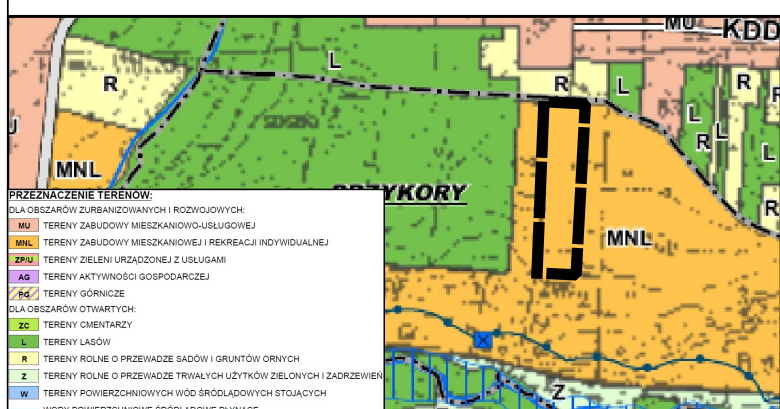 MU
KDD
L
R
R
L
R
L
R
L
L
R
MNL
MNL
PRZEZNACZENIE TERENÓW:
DLA OBSZARÓW ZURBANIZOWANYCH I ROZWOJOWYCH:
MU TERENY ZABUDOWY MIESZKANIOWO-USŁUGOWEJ
MNL TERENY ZABUDOWY MIESZKANIOWEJ I REKREACJI INDYWIDUALNEJ
ZP/U TERENY ZIELENI URZĄDZONEJ Z USŁUGAMI
AG TERENY AKTYWNOŚCI GOSPODARCZEJ
PG TERENY GÓRNICZE
DLA OBSZARÓW OTWARTYCH:
ZC TERENY CMENTARZY
L TERENY LASÓW
R TERENY ROLNE O PRZEWADZE SADÓW I GRUNTÓW ORNYCH
Z TERENY ROLNE O PRZEWADZE TRWAŁYCH UŻYTKÓW ZIELONYCH I ZADRZEWIEŃ
W TERENY POWIERZCHNIOWYCH WÓD ŚRÓDLĄDOWYCH STOJĄCYCH
Z